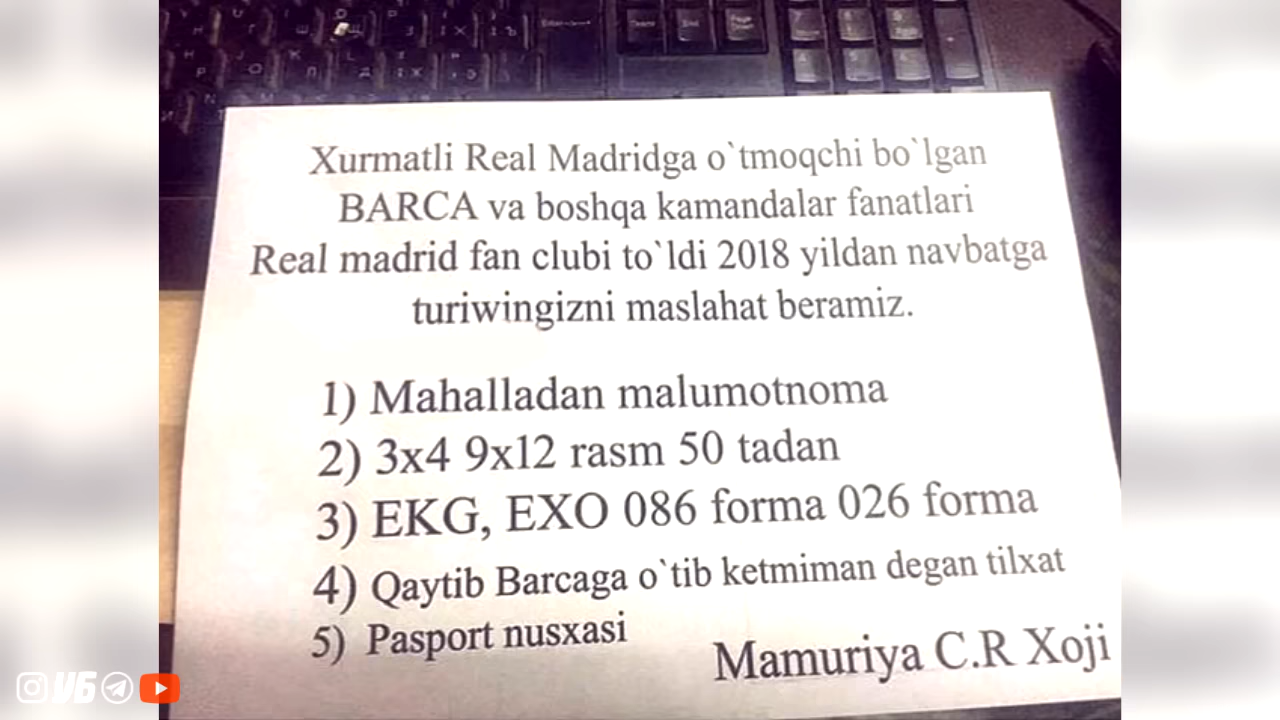 Xurmatli Real Madridga o`tmoqchi bo`lgan
BARCA va boshqa kamandalar fanatlari
Real madrid fan clubi to`ldi 2018 yildan navbatga
turiwingizni maslahat beramiz.
1) Mahalladan malumotnoma
2) 3x4 9x12 rasm 50 tadan
3) EKG, EXO 086 forma 026 forma
4) Qaytib Barcaga o`tib ketmiman degan tilxat
5) Pasport nusxasi
Mamuriya C.R Xoji